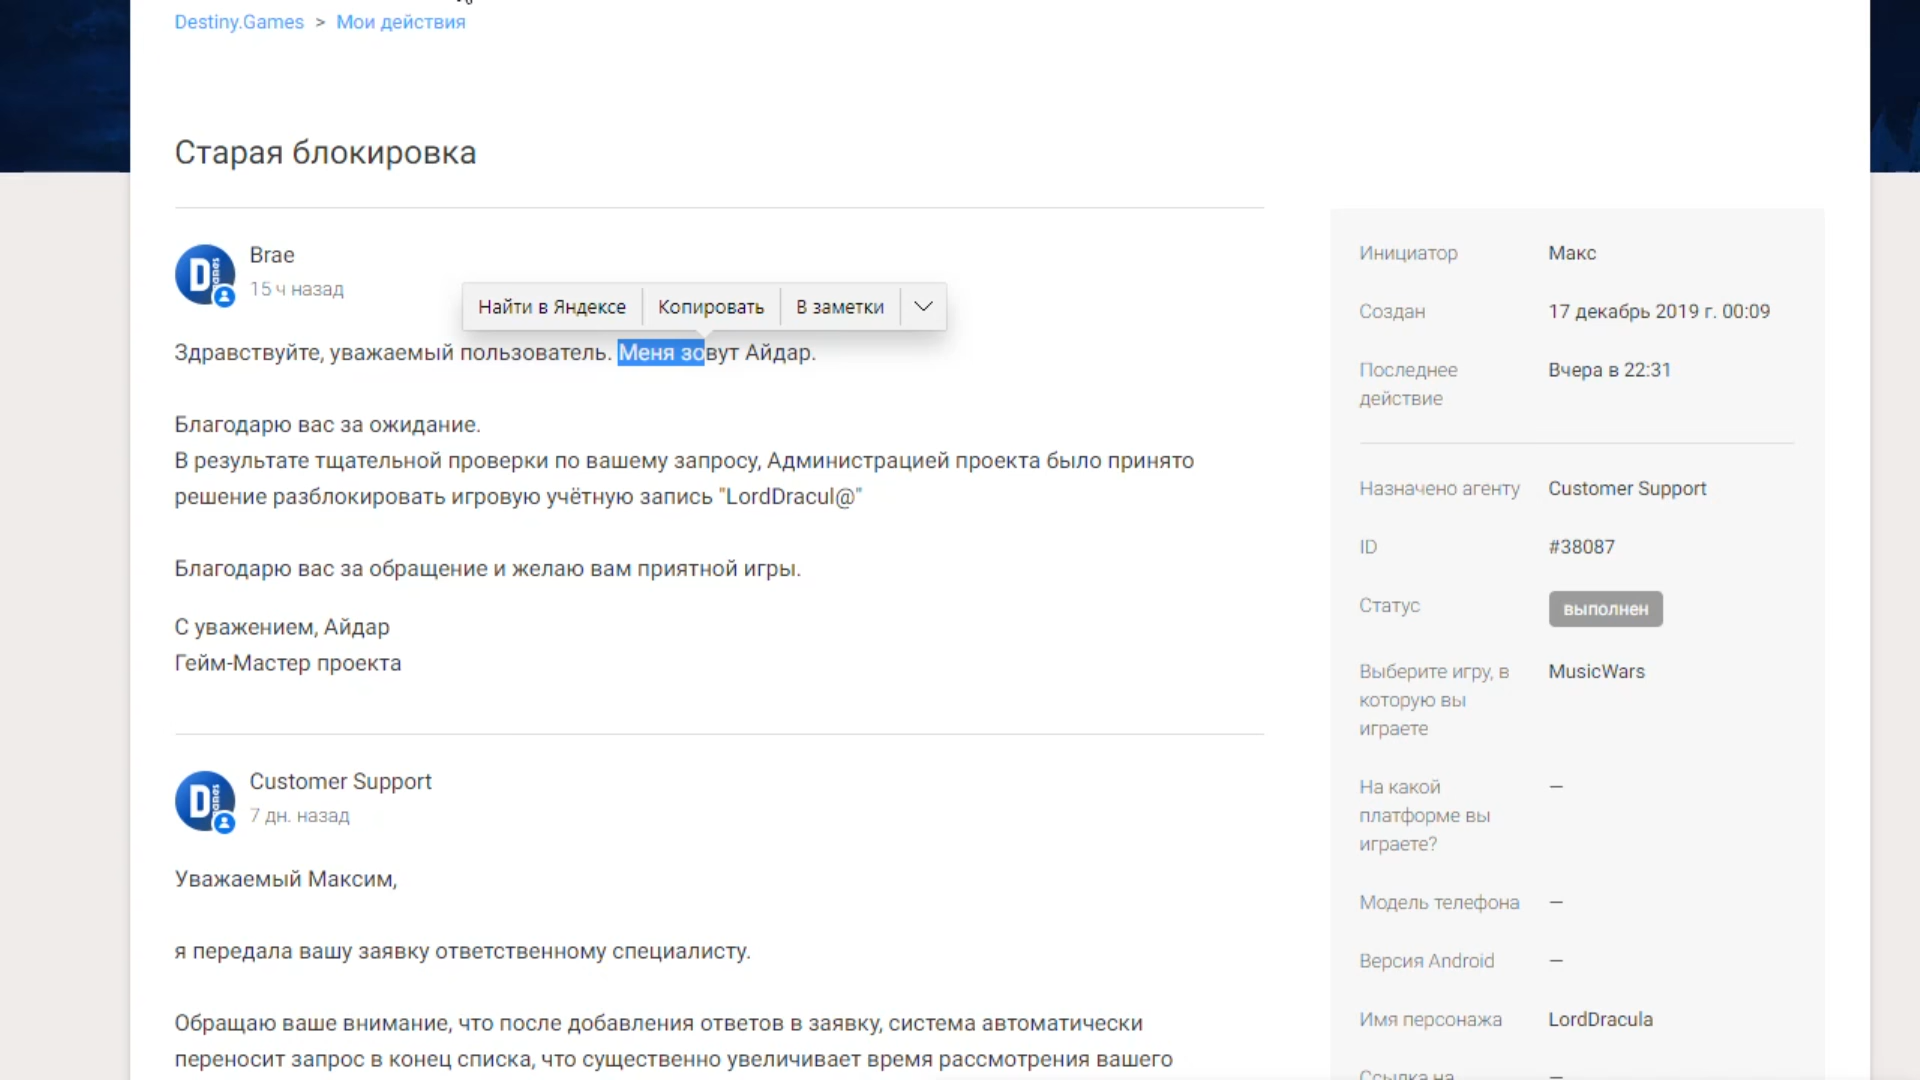 Destiny.Games > Мои действия
Старая блокировка
Brae
15 ч назад
Найти в Яндексе Копировать В заметки
Здравствуйте, уважаемый пользователь. Меня зовут Айдар.
Благодарю вас за ожидание.
В результате тщательной проверки по вашему запросу, Администрацией проекта было принято
решение разблокировать игровую учётную запись "LordDracul@"
Благодарю вас за обращение и желаю вам приятной игры.
С уважением, Айдар
Гейм-Мастер проекта
Customer Support
7 дн. назад
Уважаемый Максим,
я передала вашу заявку ответственному специалисту.
Обращаю ваше внимание, что после добавления ответов в заявку, система автоматически
переносит запрос в конец списка, что существенно увеличивает время рассмотрения вашего
Инициатор Макс
Создан 17 декабрь 2019 г. 00:09
Последнее Вчера в 22:31
действие
Назначено агенту Customer Support
ID #38087
Статус выполнен
Выберите игру, в MusicWars
которую вы
играете
На какой —
платформе вы
играете?
Модель телефона —
Версия Android —
Имя персонажа LordDracula
Ссылка на —